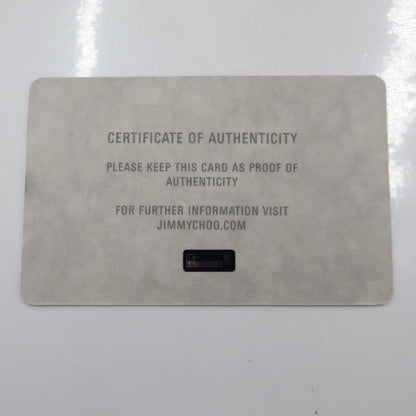 CERTIFICATE OF AUTHENTICITY
PLEASE KEEP THIS CARD AS PROOF OF
AUTHENTICITY
FOR FURTHER INFORMATION VISIT
JIMMYCHOO.COM